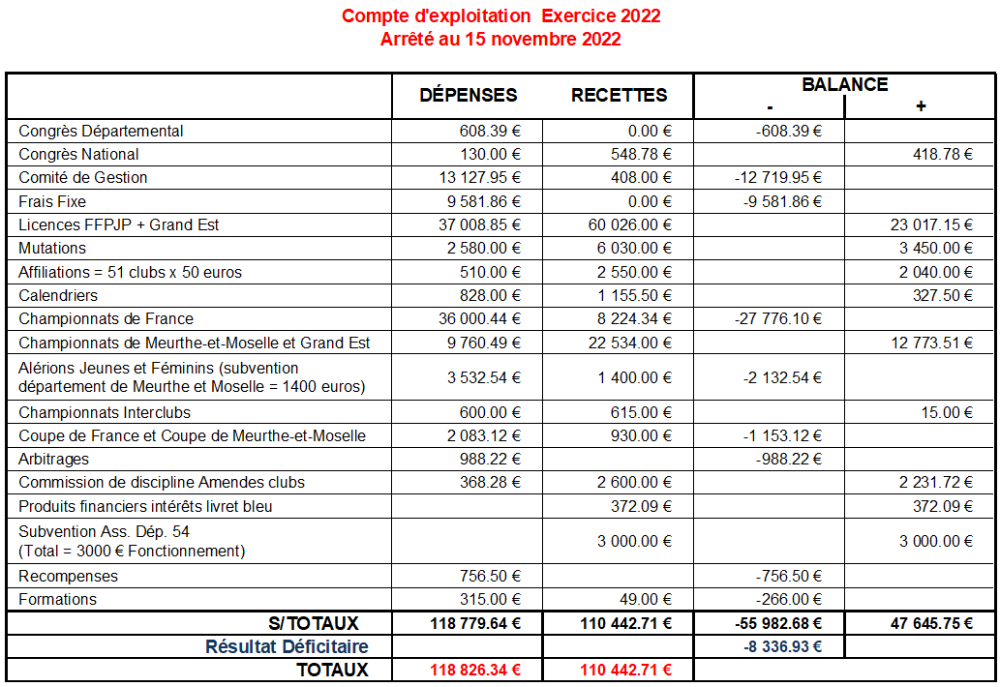 Compte d'exploitation Exercice 2022
Arrêté au 15 novembre 2022
DÉPENSES RECETTES BALANCE
- +
Congrès Départemental 608.39 € 0.00 € -608.39 €
Congrès National 130.00 € 548.78 € 418.78 €
Comité de Gestion 13 127.95 € 408.00 € -12 719.95 €
Frais Fixe 9 581.86 € 0.00 € -9 581.86 €
Licences FFPJP + Grand Est 37 008.85 € 60 026.00 € 23 017.15 €
Mutations 2 580.00 € 6 030.00 € 3 450.00 €
Affiliations = 51 clubs x 50 euros 510.00 € 2 550.00 € 2 040.00 €
Calendriers 828.00 € 1 155.50 € 327.50 €
Championnats de France 36 000.44 € 8 224.34 € -27 776.10 €
Championnats de Meurthe-et-Moselle et Grand Est 9 760.49 € 22 534.00 € 12 773.51 €
Alérions Jeunes et Féminins (subvention
département de Meurthe et Moselle = 1400 euros) 3 532.54 € 1 400.00 € -2 132.54 €
Championnats Interclubs 600.00 € 615.00 € 15.00 €
Coupe de France et Coupe de Meurthe-et-Moselle 2 083.12 € 930.00 € -1 153.12 €
Arbitrages 988.22 € -988.22 €
Commission de discipline Amendes clubs 368.28 € 2 600.00 € 2 231.72 €
Produits financiers intérêts livret bleu 372.09 € 372.09 €
Subvention Ass. Dép. 54
(Total = 3000 € Fonctionnement) 3 000.00 € 3 000.00 €
Recompenses 756.50 € -756.50 €
Formations 315.00 € 49.00 € -266.00 €
S/TOTAUX 118 779.64 € 110 442.71 € -55 982.68 € 47 645.75 €
Résultat Déficitaire -8 336.93 €
TOTAUX 118 826.34 € 110 442.71 €